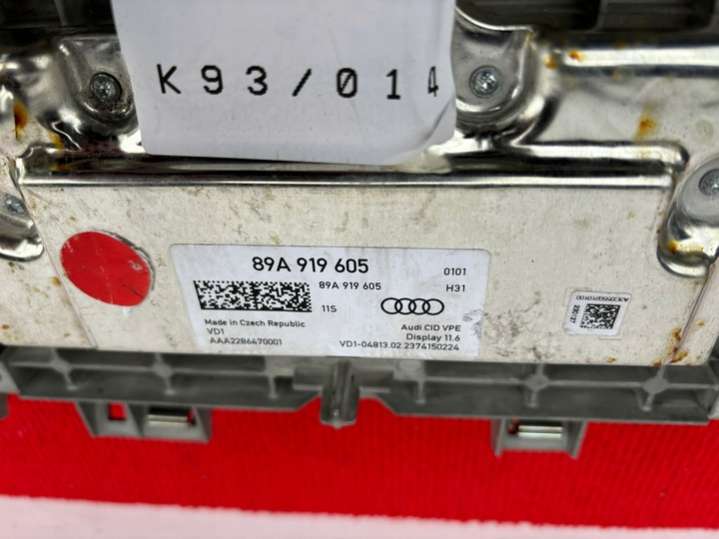 K93/014
89A 919 605
0101
89A 919 605
H31
11S
Made in Czech Republic
Audi CID VPE
VD1
Display 11.6
AAA2286470001
VD1-04813.02.2374150224